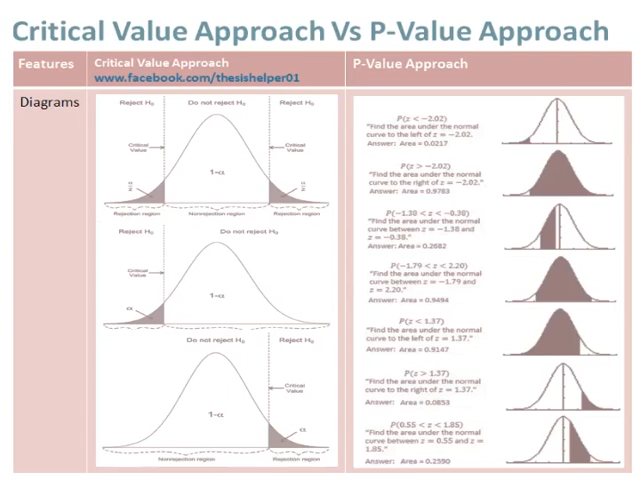 Critical Value Approach Vs P-Value Approach
Features
Critical Value Approach
www.facebook.com/thesishelper01
P-Value Approach
Diagrams
Reject H₀ Do not reject H₀ Reject H₀
Critical
Value
Critical
Value
1-α
Rejection region Nonrejection region Rejection region
Reject H₀ Do not reject H₀
Critical
Value
1-α
α
Do not reject H₀ Reject H₀
Critical
Value
1-α
α
Nonrejection region Rejection region
P(z < −2.02)
"Find the area under the normal
curve to the left of z = −2.02.
Answer: Area = 0.0217
P(z > −2.02)
"Find the area under the normal
curve to the right of z = −2.02."
Answer: Area = 0.9783
P(−1.38 < z < −0.38)
"Find the area under the normal
curve between z = −1.38 and
z = −0.38."
Answer: Area = 0.2682
P(−1.79 < z < 2.20)
"Find the area under the normal
curve between z = −1.79 and
z = 2.20."
Answer: Area = 0.9494
P(z < 1.37)
"Find the area under the normal
curve to the left of z = 1.37."
Answer: Area = 0.9147
P(z > 1.37)
"Find the area under the normal
curve to the right of z = 1.37."
Answer: Area = 0.0853
P(0.55 < z < 1.85)
"Find the area under the normal
curve between z = 0.55 and z =
1.85."
Answer: Area = 0.2590